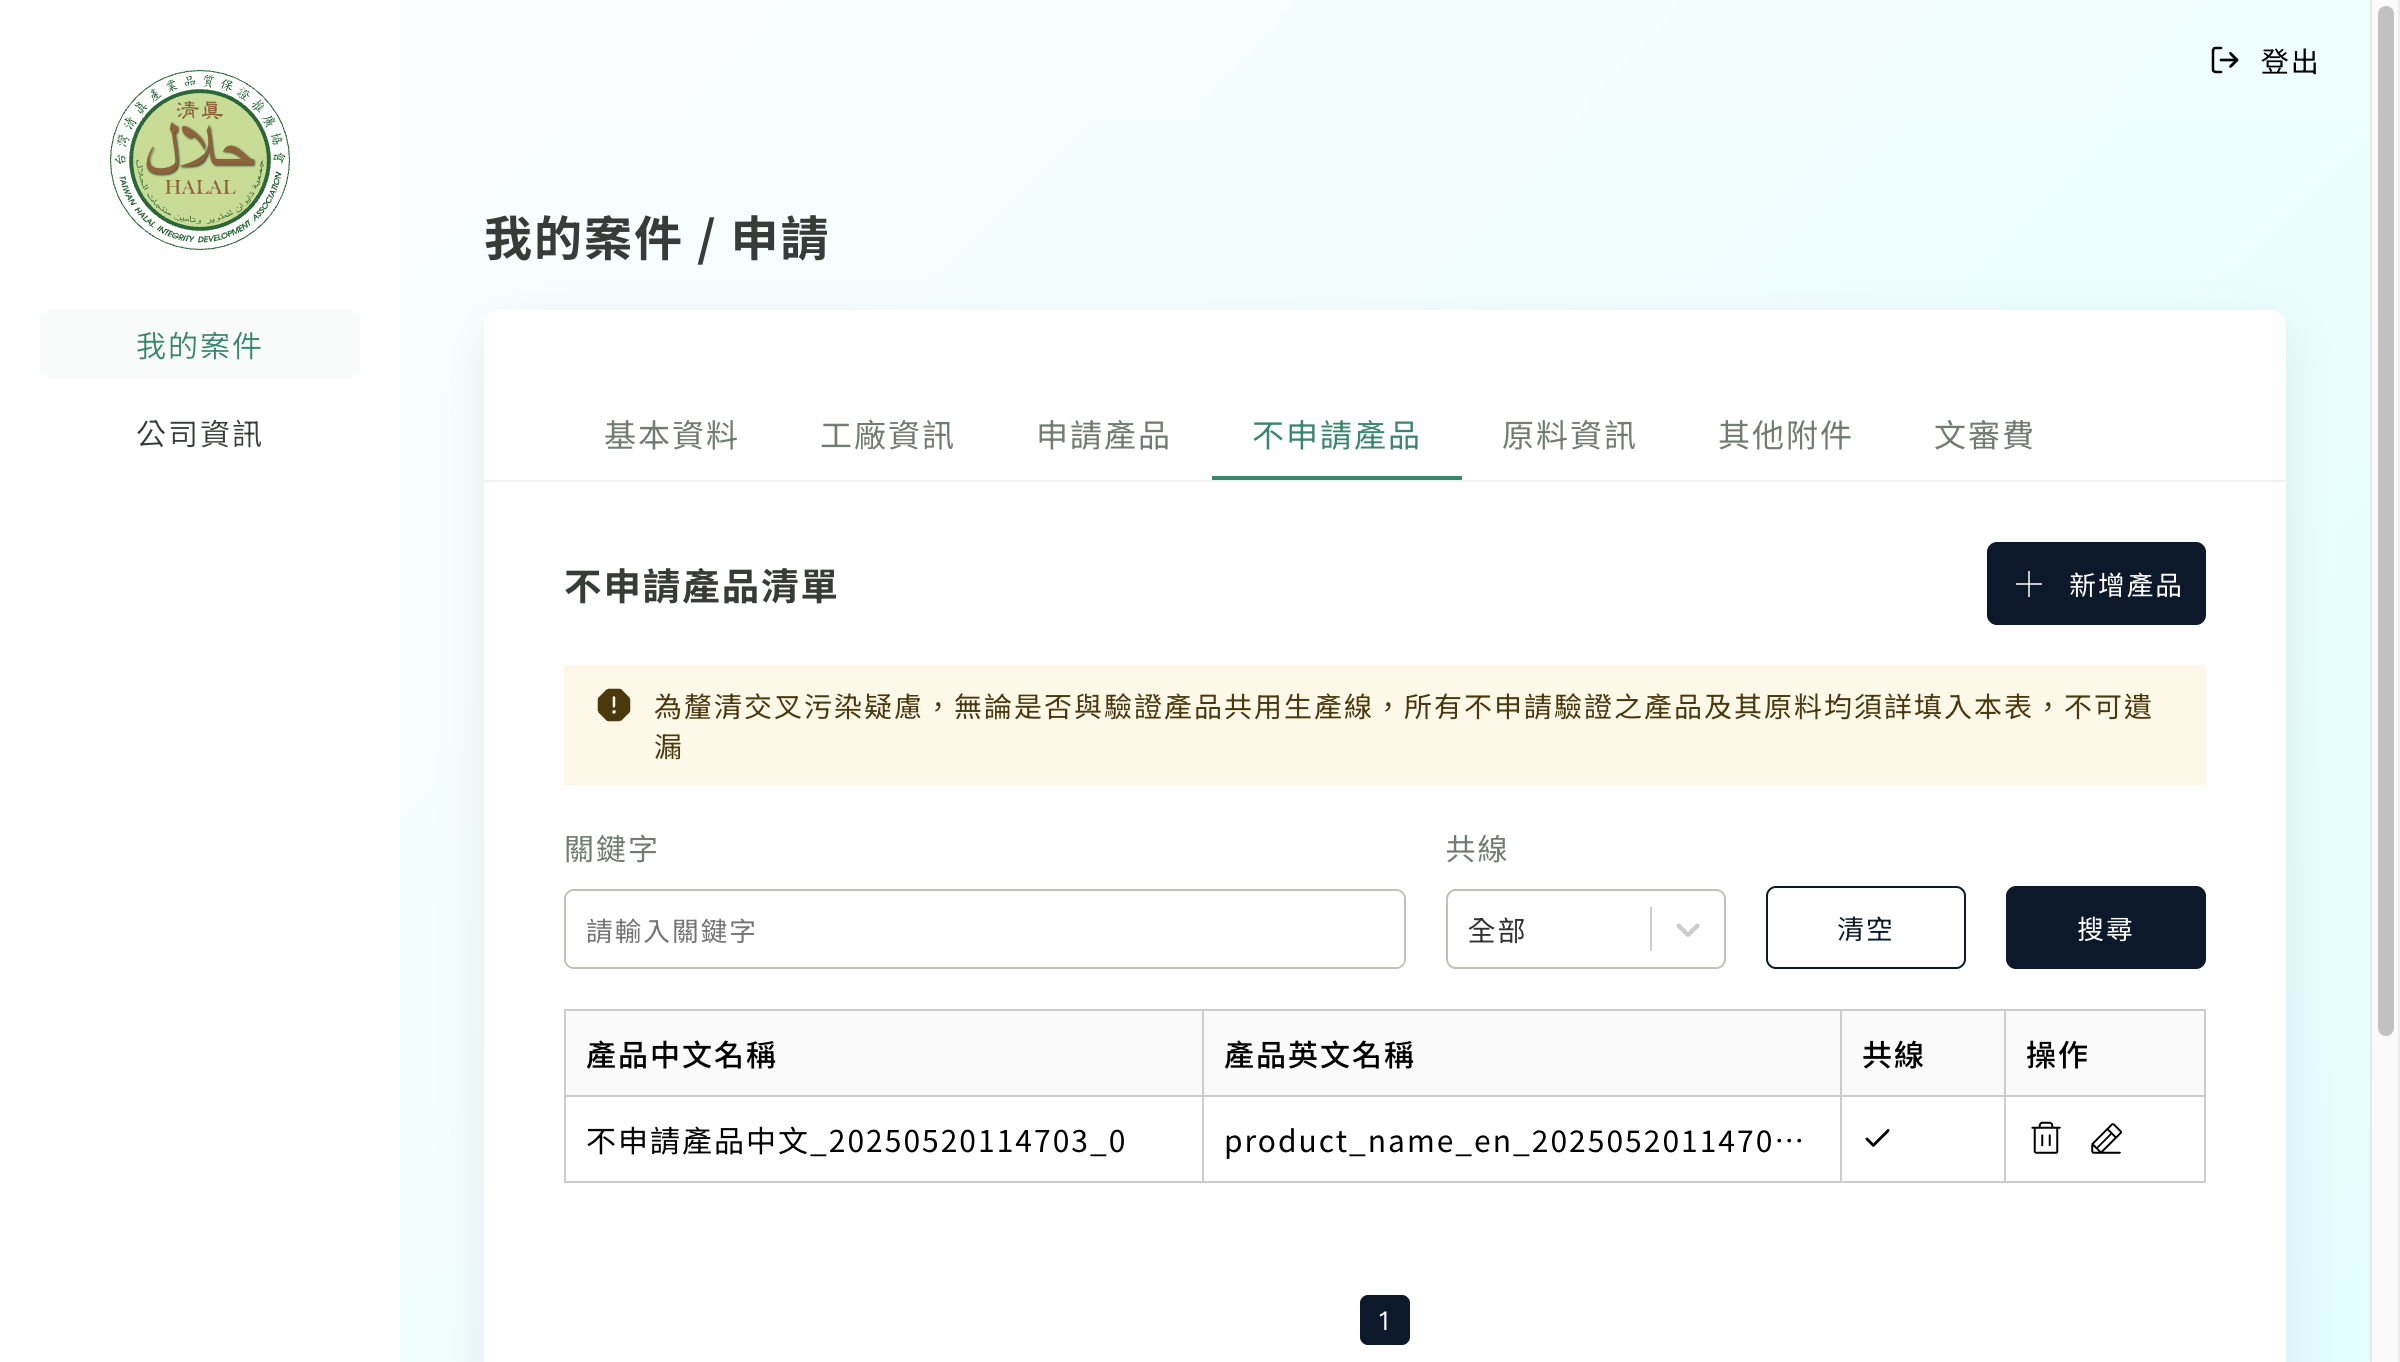 登出
台灣清真產業品質保證推廣協會
清真
حلال
HALAL
TAIWAN HALAL INTEGRITY DEVELOPMENT ASSOCIATION
我的案件
公司資訊
我的案件 / 申請
基本資料 工廠資訊 申請產品 不申請產品 原料資訊 其他附件 文審費
不申請產品清單
新增產品
為釐清交叉污染疑慮，無論是否與驗證產品共用生產線，所有不申請驗證之產品及其原料均須詳填入本表，不可遺
漏
關鍵字 共線
請輸入關鍵字 全部 清空 搜尋
產品中文名稱 產品英文名稱 共線 操作
不申請產品中文_20250520114703_0 product_name_en_2025052011470…
1